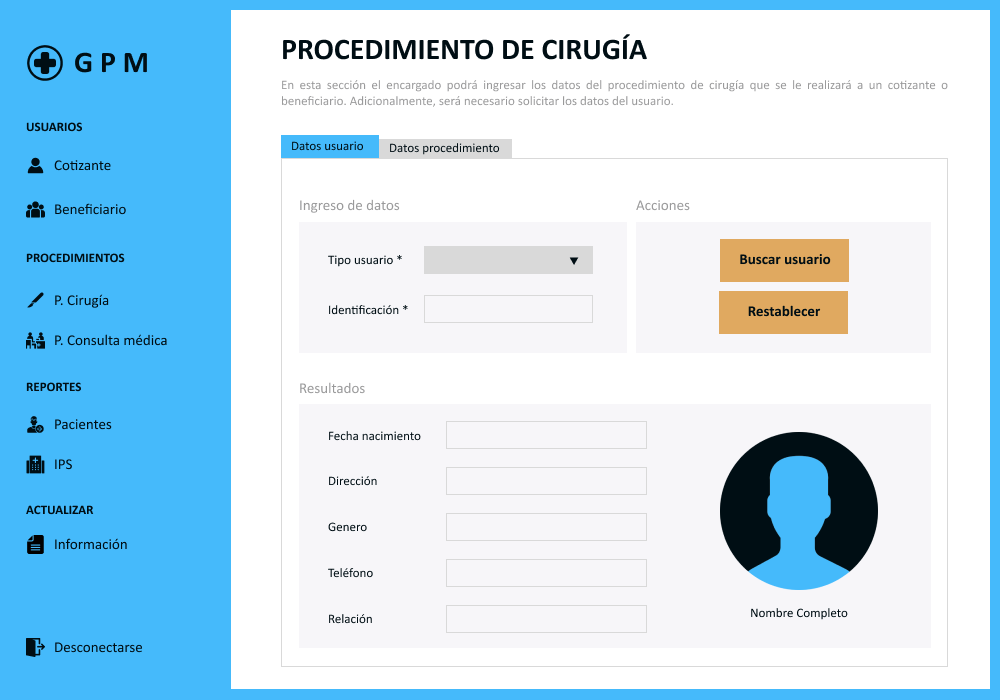 GPM
USUARIOS
Cotizante
Beneficiario
PROCEDIMIENTOS
P. Cirugía
P. Consulta médica
REPORTES
Pacientes
IPS
ACTUALIZAR
Información
Desconectarse
PROCEDIMIENTO DE CIRUGÍA
En esta sección el encargado podrá ingresar los datos del procedimiento de cirugía que se le realizará a un cotizante o
beneficiario. Adicionalmente, será necesario solicitar los datos del usuario.
Datos usuario
Datos procedimiento
Ingreso de datos
Tipo usuario *
Identificación *
Acciones
Buscar usuario
Restablecer
Resultados
Fecha nacimiento
Dirección
Genero
Teléfono
Relación
Nombre Completo